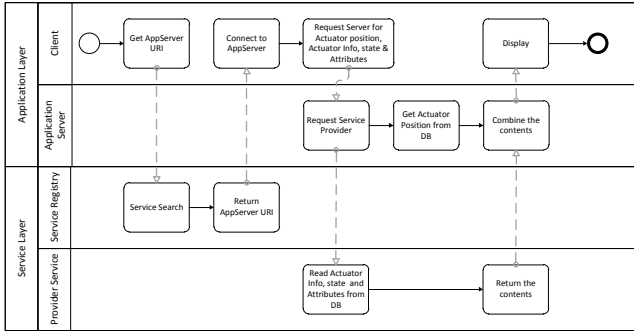 Application Layer
Client
Get AppServer
URI
Connect to
AppServer
Request Server for
Actuator position,
Actuator Info, state &
Attributes
Display
Application
Server
Request Service
Provider
Get Actuator
Position from
DB
Combine the
contents
Service Layer
Service Registry
Service Search
Return
AppServer URI
Provider Service
Read Actuator
Info, state and
Attributes from
DB
Return the
contents